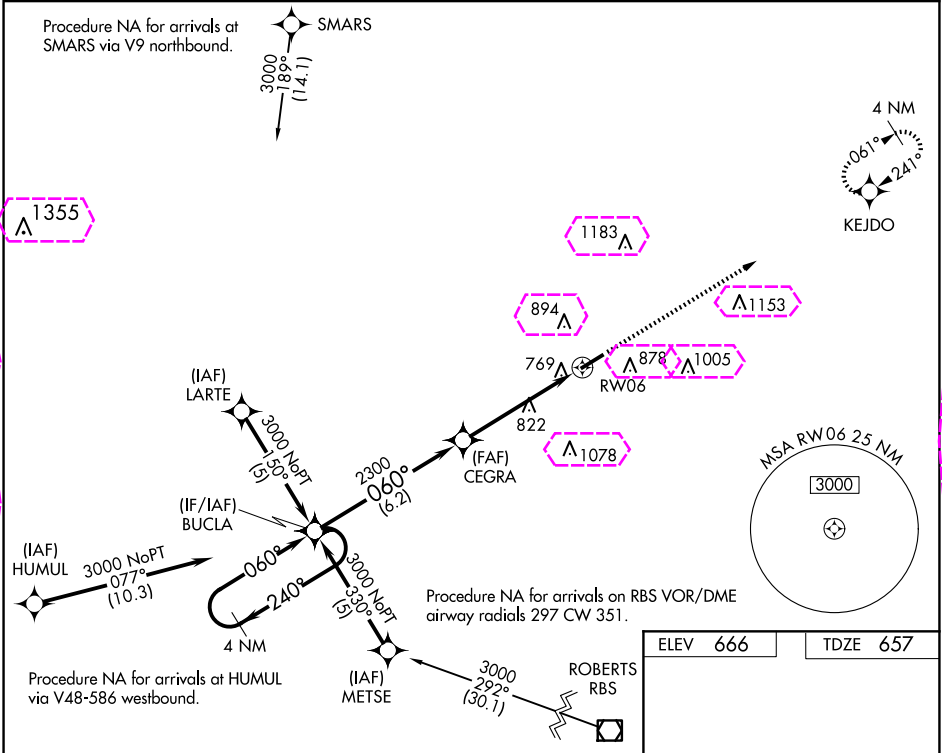 Procedure NA for arrivals at
SMARS via V9 northbound.
SMARS
3000
189°
(14.1)
4 NM
061°
241°
KEJDO
1355
1183
894
1153
769
878
1005
RW06
822
1078
(IAF)
LARTE
3000 NoPT
150°
(5)
(FAF)
CEGRA
2300
060°
(6.2)
(IF/IAF)
BUCLA
MSA RW06 25 NM
3000
(IAF)
HUMUL
3000 NoPT
077°
(10.3)
060°
240°
4 NM
3000 NoPT
330°
(5)
(IAF)
METSE
Procedure NA for arrivals on RBS VOR/DME
airway radials 297 CW 351.
Procedure NA for arrivals at HUMUL
via V48-586 westbound.
3000
292°
(30.1)
ROBERTS
RBS
ELEV 666
TDZE 657